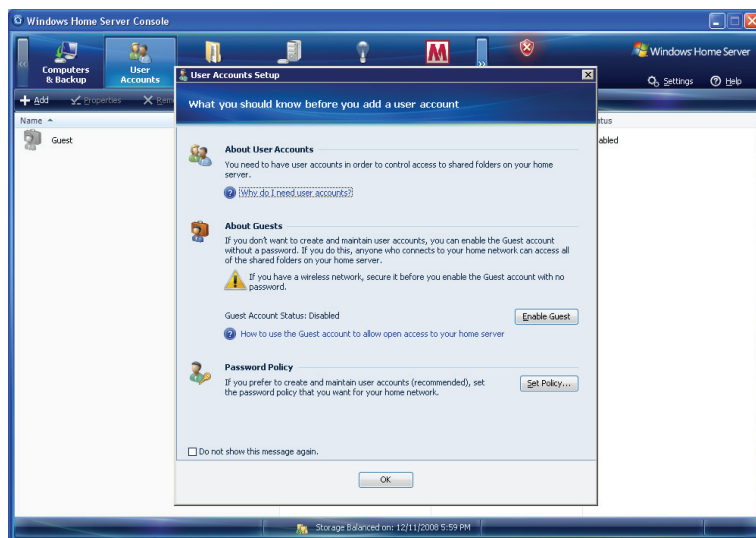 Windows Home Server Console
Computers
& Backup
User
Accounts
Windows Home Server
Settings
Help
Add
Properties
Name
Guest
User Accounts Setup
What you should know before you add a user account
About User Accounts
You need to have user accounts in order to control access to shared folders on your home
server.
Why do I need user accounts?
About Guests
If you don't want to create and maintain user accounts, you can enable the Guest account
without a password. If you do this, anyone who connects to your home network can access all
of the shared folders on your home server.
If you have a wireless network, secure it before you enable the Guest account with no
password.
Guest Account Status: Disabled
Enable Guest
How to use the Guest account to allow open access to your home server
Password Policy
If you prefer to create and maintain user accounts (recommended), set
the password policy that you want for your home network.
Set Policy...
Do not show this message again.
OK
Storage Balanced on: 12/11/2008 5:59 PM